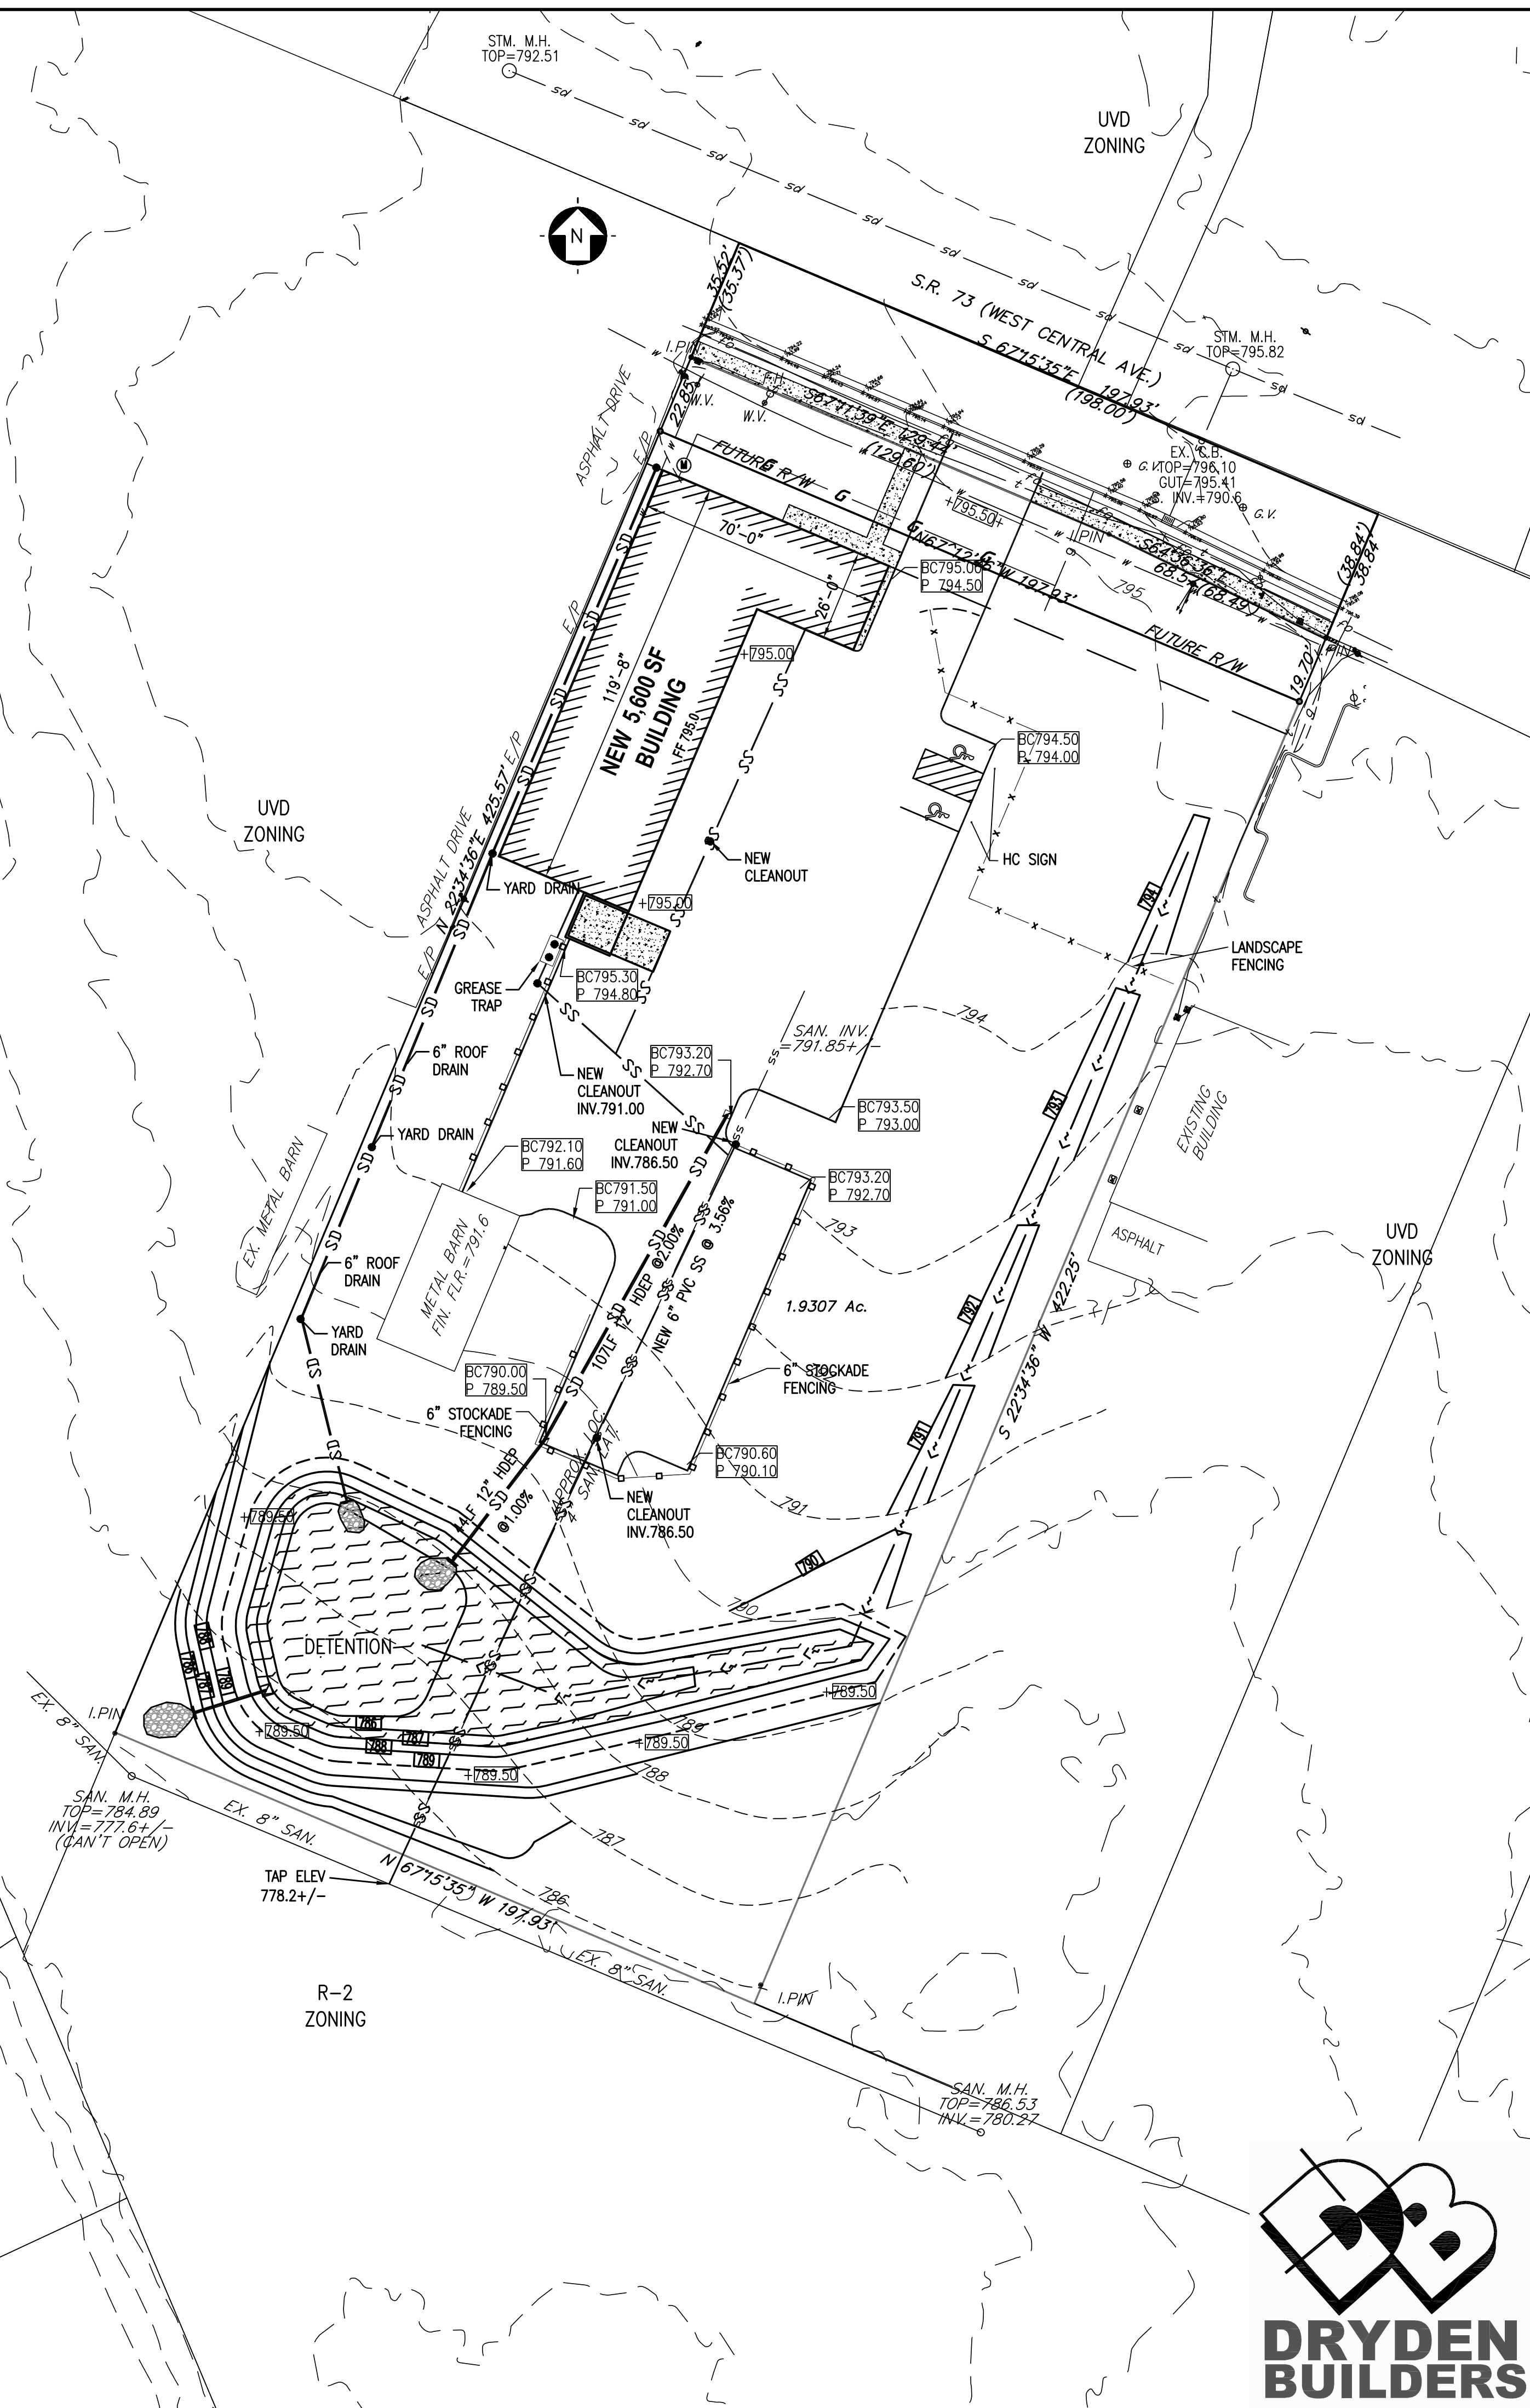 STM. M.H.
TOP=792.51
UVD
ZONING
N
35.52'
(35.37')
S.R. 73 (WEST CENTRAL AVE.)
S 67°15'35"E
197.93'
(198.00')
STM. M.H.
TOP=795.82
I.PIN
22.85'
W.V.
W.V.
F.H.
ASPHALT DRIVE
E/P
S67°11'39"E 129.44'
(129.60')
EX. C.B.
TOP=796.10
GUT=795.41
S. INV.=790.6
G.V.
G.V.
FUTURE R/W
795.50
I.PIN
S64°36'36"E
68.54'
(68.49')
(38.84')
38.84'
N67°12'46"W 197.93'
795
FUTURE R/W
I.PIN
19.70'
70'-0"
26'-0"
BC795.00
P 794.50
795.00
119'-8"
NEW 5,600 SF
BUILDING
FF 795.0
BC794.50
P 794.00
HC SIGN
E/P
UVD
ZONING
ASPHALT DRIVE
N 22°34'36"E 425.57'
E/P
NEW
CLEANOUT
YARD DRAIN
795.00
794
LANDSCAPE
FENCING
E/P
GREASE
TRAP
BC795.30
P 794.80
794
SAN. INV.
=791.85+/-
6" ROOF
DRAIN
NEW
CLEANOUT
INV.791.00
BC793.20
P 792.70
BC793.50
P 793.00
793
EXISTING
BUILDING
YARD DRAIN
NEW
CLEANOUT
INV.786.50
BC792.10
P 791.60
BC791.50
P 791.00
BC793.20
P 792.70
793
EX. METAL BARN
METAL BARN
FIN. FLR.=791.6
ASPHALT
UVD
ZONING
6" ROOF
DRAIN
107LF 12" HDEP @2.00%
NEW 6" PVC SS @ 3.56%
1.9307 Ac.
792
S 22°34'36" W 422.25'
YARD
DRAIN
BC790.00
P 789.50
6" STOCKADE
FENCING
6" STOCKADE
FENCING
791
44LF 12" HDEP
@1.00%
APPROX. LOC.
4" SAN. LAT.
BC790.60
P 790.10
NEW
CLEANOUT
INV.786.50
791
789.50
790
790
DETENTION
789
789.50
789.50
789.50
789.50
786
787
788
789
789
788
787
786
I.PIN
EX. 8" SAN.
SAN. M.H.
TOP=784.89
INV.=777.6+/-
(CAN'T OPEN)
EX. 8" SAN.
TAP ELEV
778.2+/-
N 67°15'35" W 197.93'
EX. 8" SAN.
I.PIN
R-2
ZONING
SAN. M.H.
TOP=786.53
INV.=780.27
DB
DRYDEN
BUILDERS